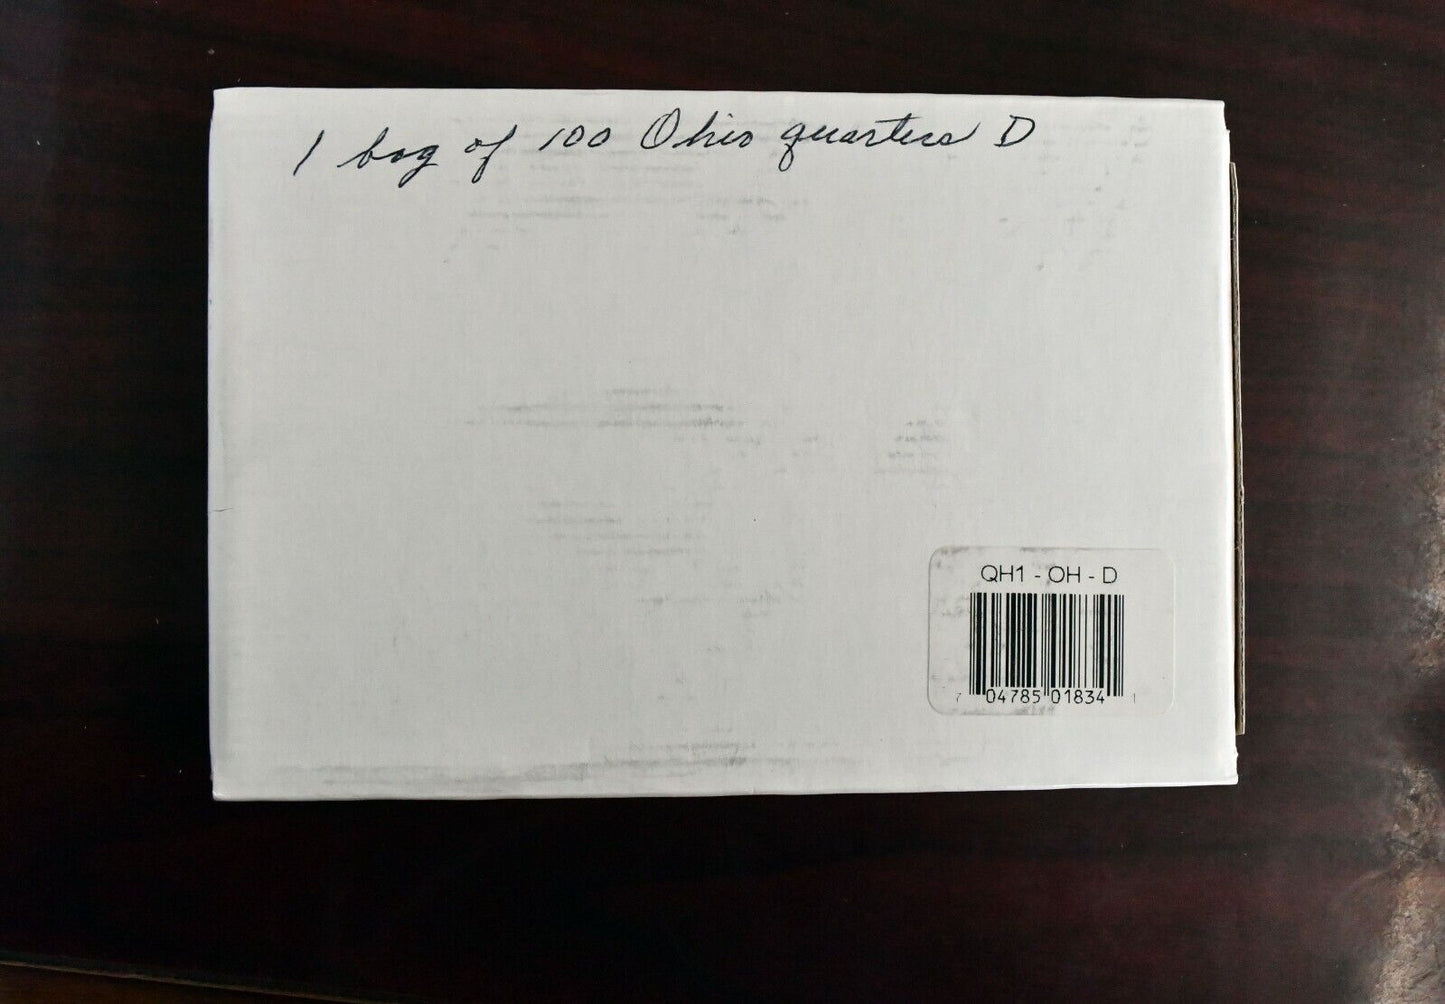 1 bag of 100 Ohio quarters D
QH1 - OH - D
7 04785 01834 1